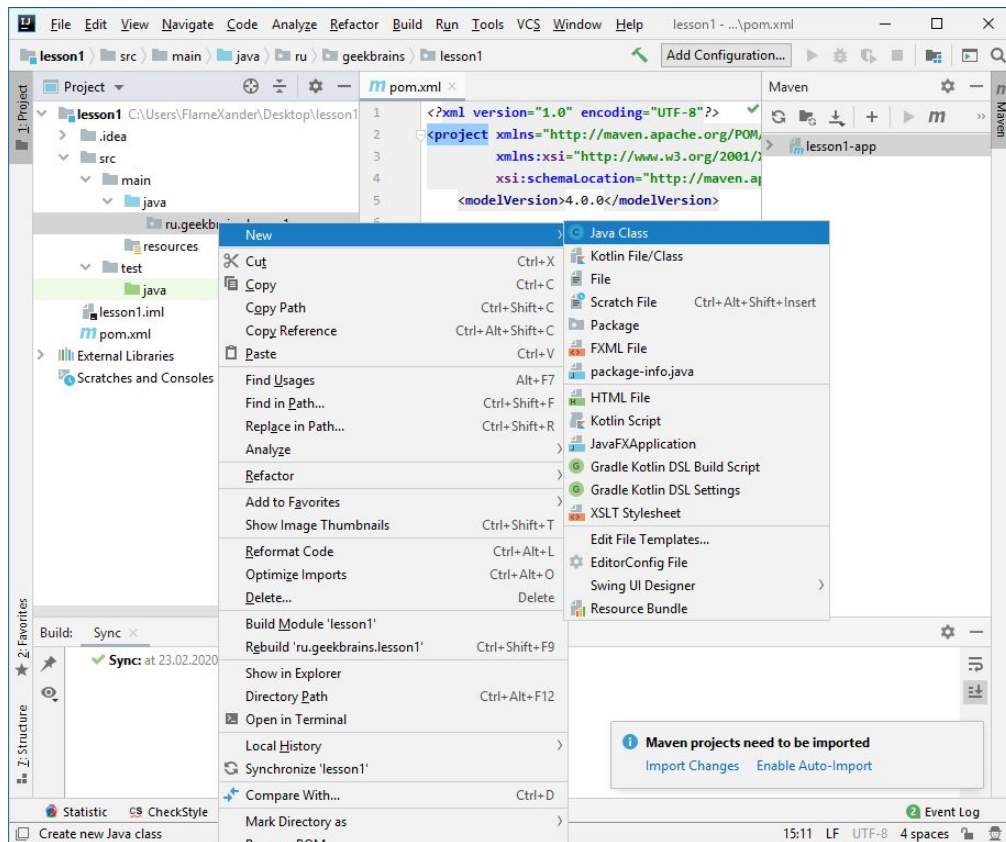 File Edit View Navigate Code Analyze Refactor Build Run Tools VCS Window Help lesson1 - ...\pom.xml
lesson1 src main java ru geekbrains lesson1 Add Configuration...
1: Project
Project
lesson1 C:\Users\FlameXander\Desktop\lesson1
.idea
src
main
java
ru.geekb
resources
test
java
lesson1.iml
pom.xml
External Libraries
Scratches and Consoles
pom.xml
1 <?xml version="1.0" encoding="UTF-8"?>
2 <project xmlns="http://maven.apache.org/POM/
3 xmlns:xsi="http://www.w3.org/2001/
4 xsi:schemaLocation="http://maven.ap
5 <modelVersion>4.0.0</modelVersion>
Maven
lesson1-app
Maven
New
Cut Ctrl+X
Copy Ctrl+C
Copy Path Ctrl+Shift+C
Copy Reference Ctrl+Alt+Shift+C
Paste Ctrl+V
Find Usages Alt+F7
Find in Path... Ctrl+Shift+F
Replace in Path... Ctrl+Shift+R
Analyze
Refactor
Add to Favorites
Show Image Thumbnails Ctrl+Shift+T
Reformat Code Ctrl+Alt+L
Optimize Imports Ctrl+Alt+O
Delete... Delete
Build Module 'lesson1'
Rebuild 'ru.geekbrains.lesson1' Ctrl+Shift+F9
Show in Explorer
Directory Path Ctrl+Alt+F12
Open in Terminal
Local History
Synchronize 'lesson1'
Compare With... Ctrl+D
Mark Directory as
Java Class
Kotlin File/Class
File
Scratch File Ctrl+Alt+Shift+Insert
Package
FXML File
package-info.java
HTML File
Kotlin Script
JavaFXApplication
Gradle Kotlin DSL Build Script
Gradle Kotlin DSL Settings
XSLT Stylesheet
Edit File Templates...
EditorConfig File
Swing UI Designer
Resource Bundle
2: Favorites
Z: Structure
Build: Sync
Sync: at 23.02.2020
Maven projects need to be imported
Import Changes Enable Auto-Import
Statistic CheckStyle 2 Event Log
Create new Java class 15:11 LF UTF-8 4 spaces